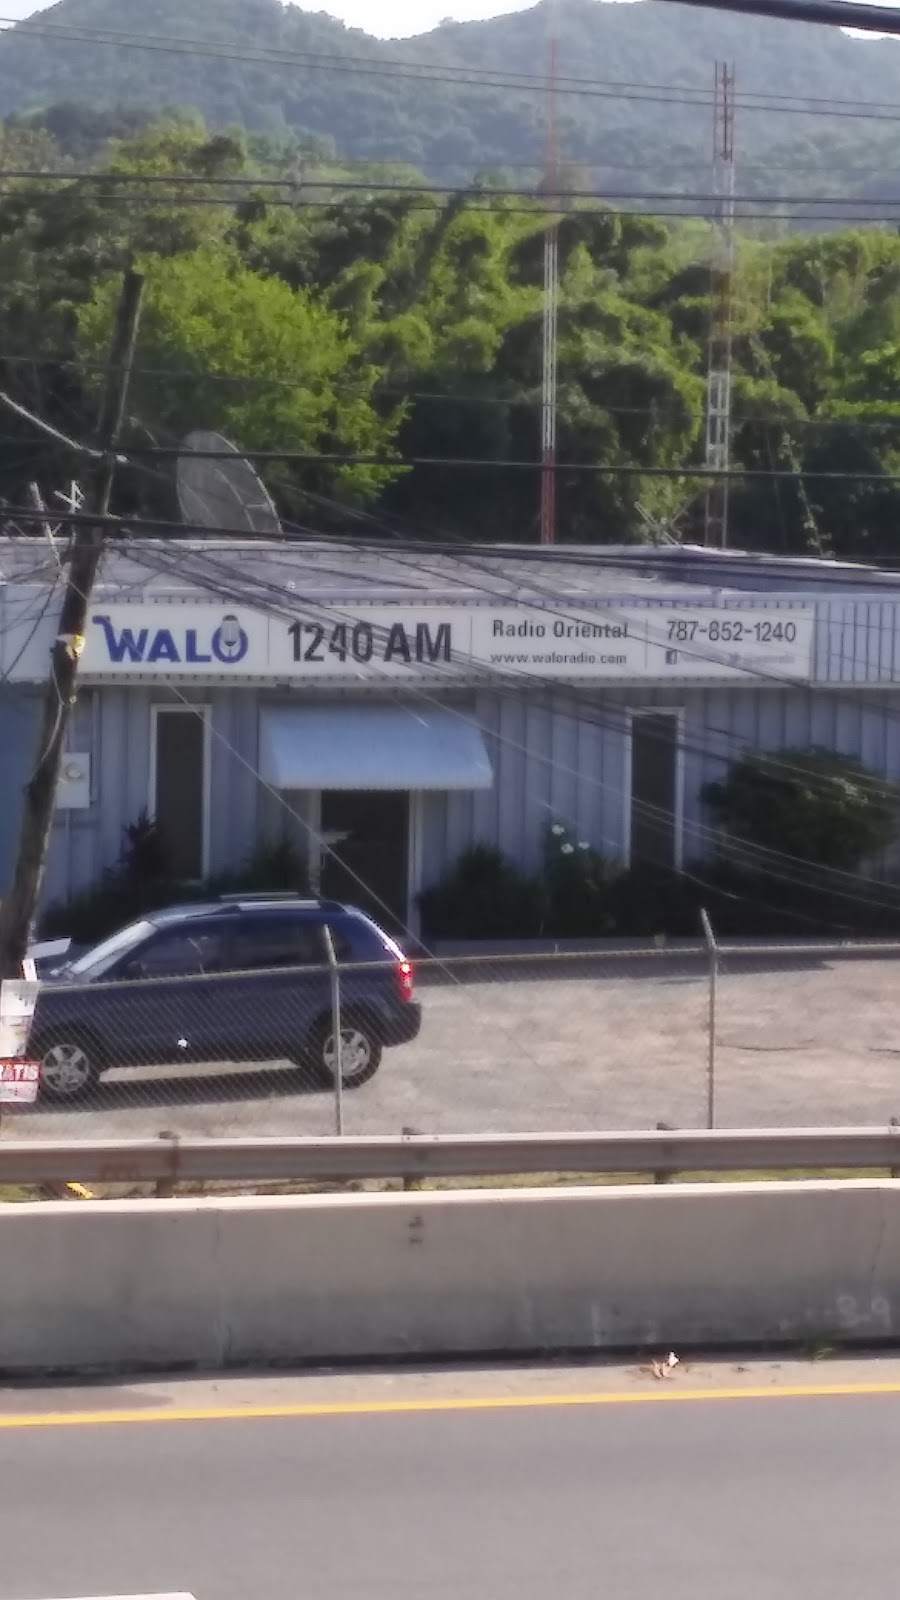 WALO
1240 AM
Radio Oriental
www.waloradio.com
787-852-1240